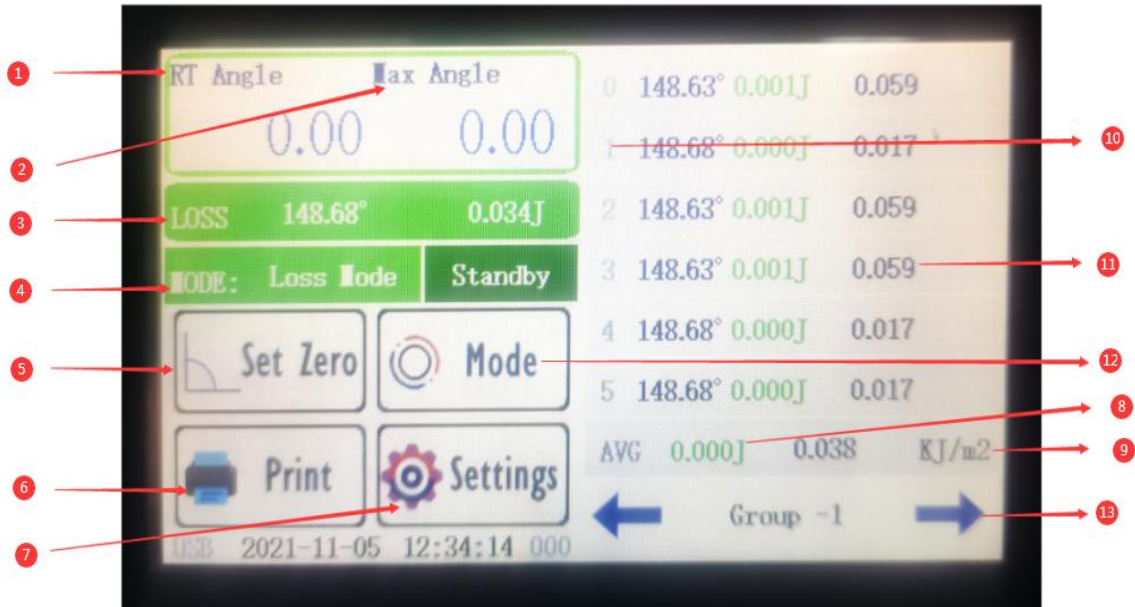 RT Angle Max Angle
0.00 0.00
LOSS 148.68° 0.034J
MODE: Loss Mode Standby
Set Zero Mode
Print Settings
USB 2021-11-05 12:34:14 000
0 148.63° 0.001J 0.059
1 148.68° 0.000J 0.017
2 148.63° 0.001J 0.059
3 148.63° 0.001J 0.059
4 148.68° 0.000J 0.017
5 148.68° 0.000J 0.017
AVG 0.000J 0.038 KJ/m2
Group -1
1
2
3
4
5
6
7
10
11
12
8
9
13